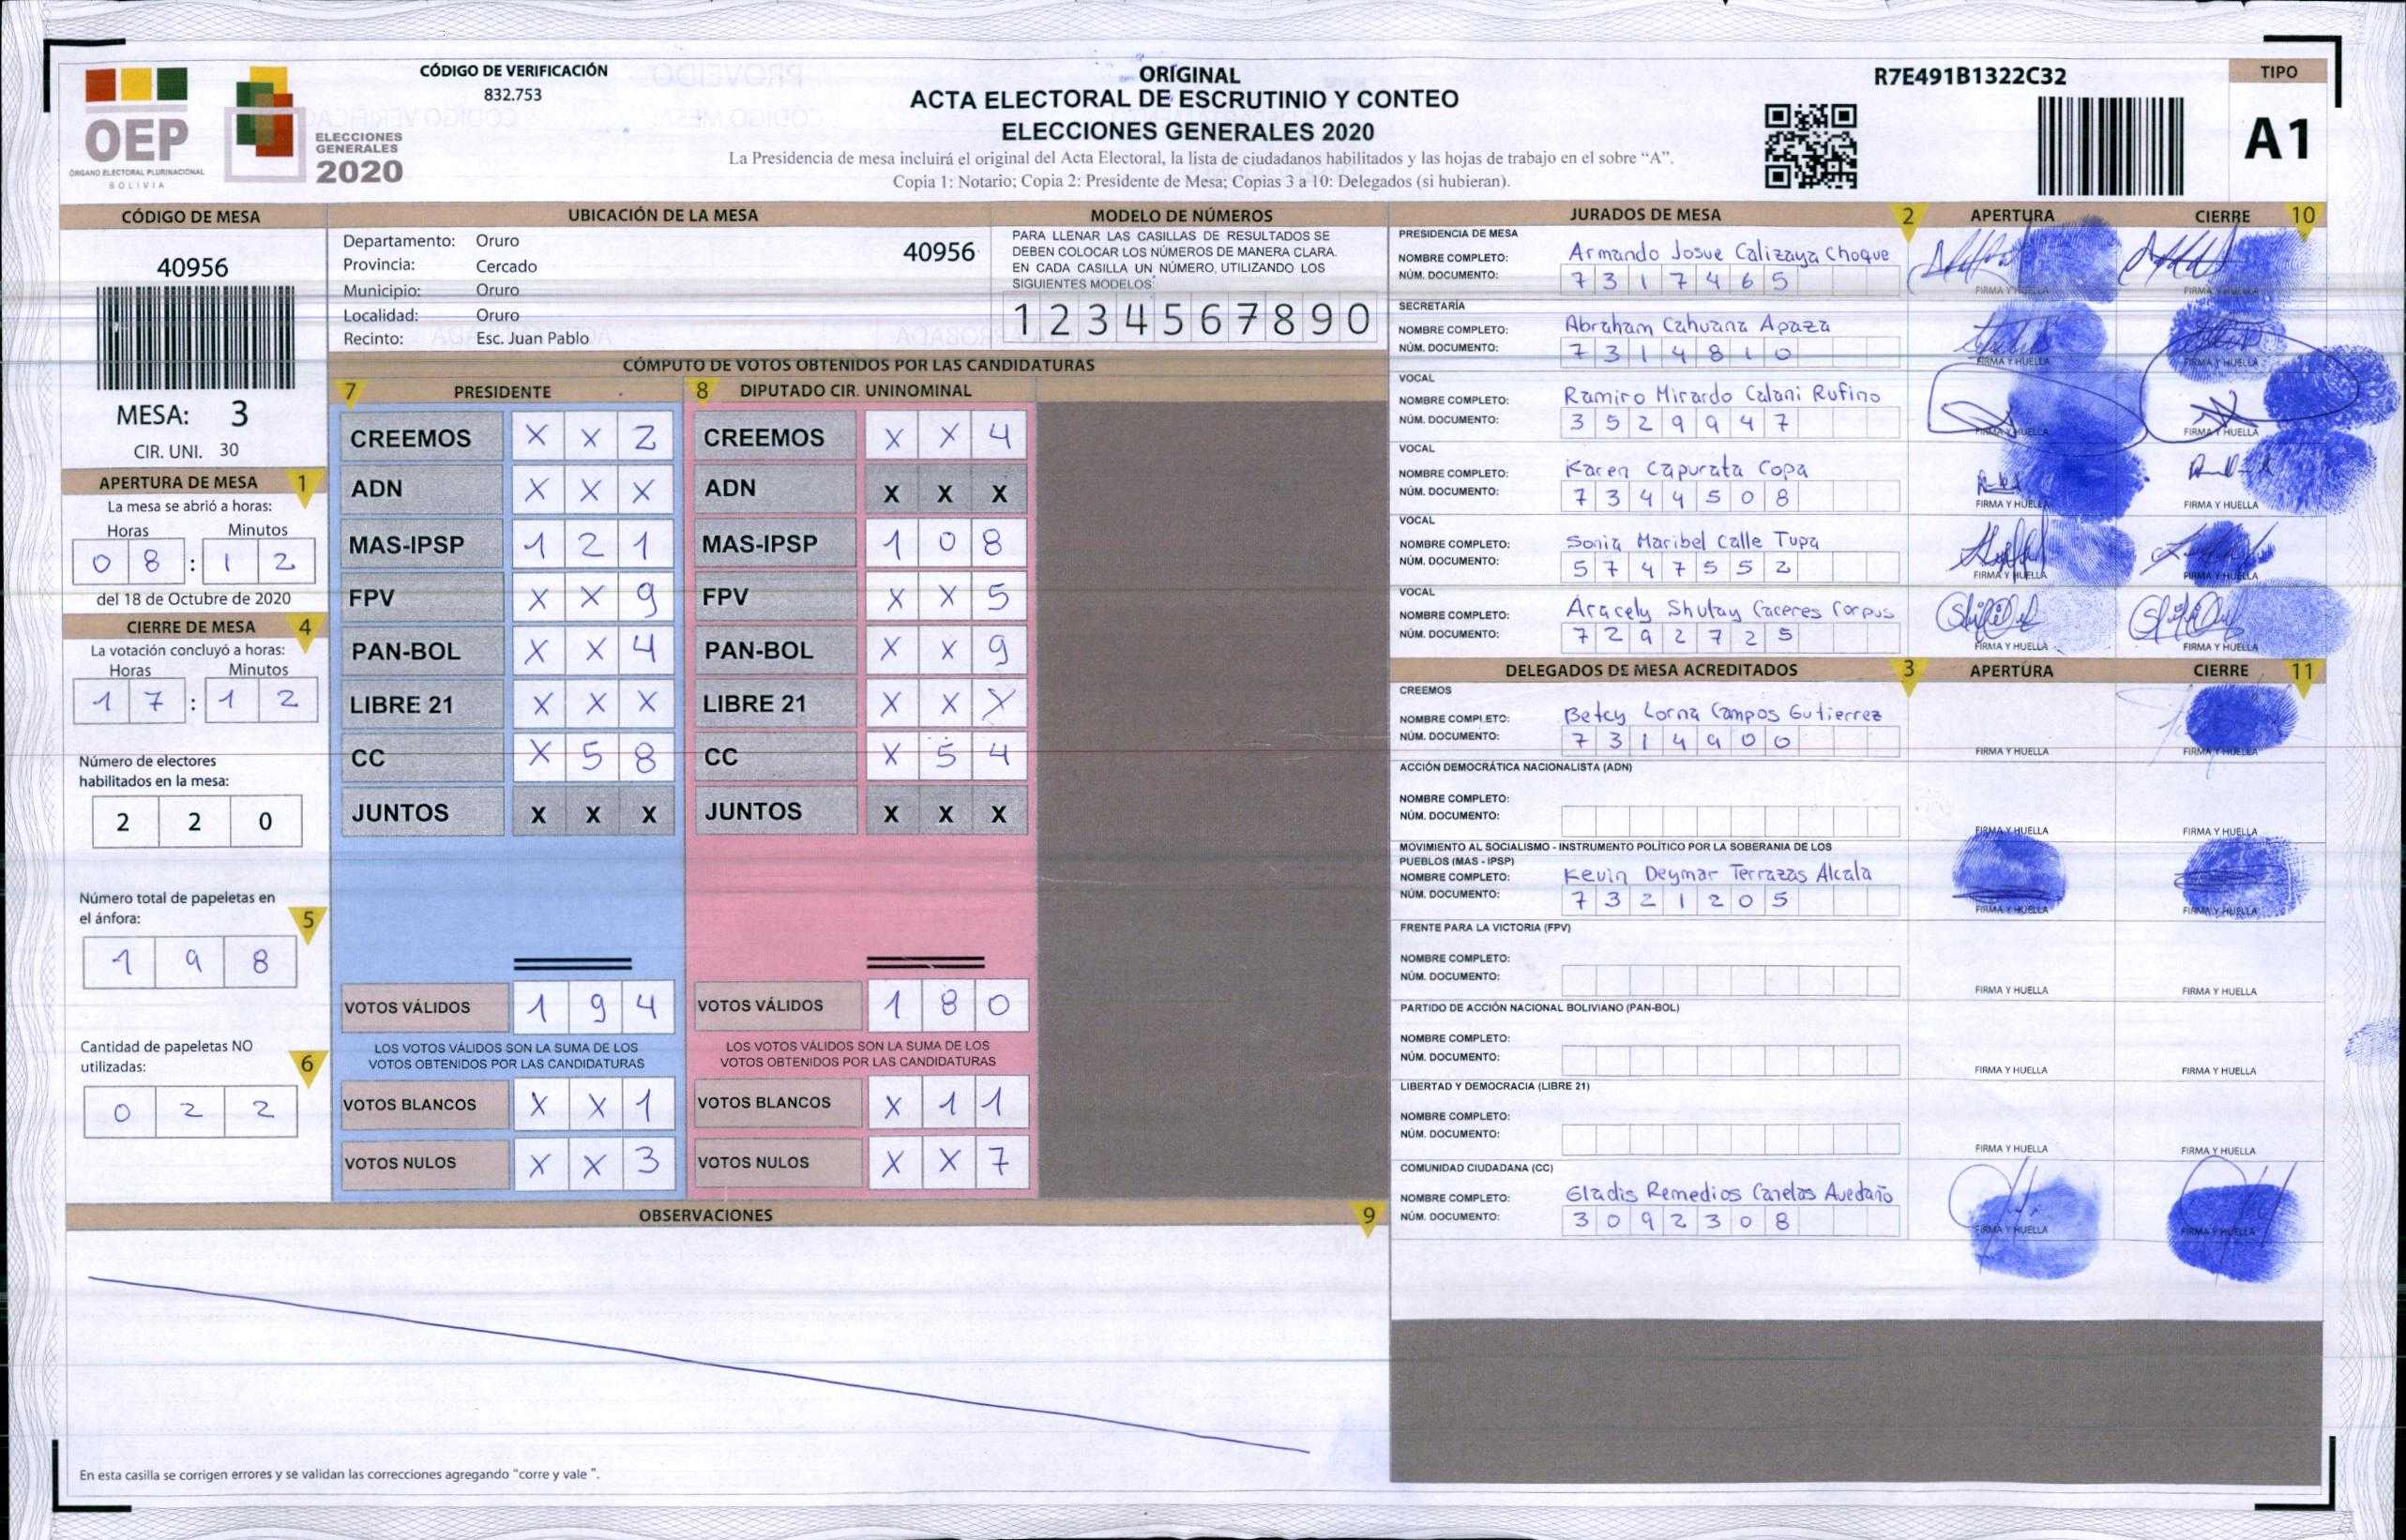 CÓDIGO DE VERIFICACIÓN
832.753
OEP
ÓRGANO ELECTORAL PLURINACIONAL
BOLIVIA
ELECCIONES
GENERALES
2020
ORIGINAL
ACTA ELECTORAL DE ESCRUTINIO Y CONTEO
ELECCIONES GENERALES 2020
La Presidencia de mesa incluirá el original del Acta Electoral, la lista de ciudadanos habilitados y las hojas de trabajo en el sobre “A”.
Copia 1: Notario; Copia 2: Presidente de Mesa; Copias 3 a 10: Delegados (si hubieran).
R7E491B1322C32
TIPO
A1
CÓDIGO DE MESA
40956
MESA: 3
CIR. UNI. 30
APERTURA DE MESA 1
La mesa se abrió a horas:
Horas Minutos
0 8 : 1 2
del 18 de Octubre de 2020
CIERRE DE MESA 4
La votación concluyó a horas:
Horas Minutos
1 7 : 1 2
Número de electores
habilitados en la mesa:
2 2 0
Número total de papeletas en
el ánfora: 5
1 9 8
Cantidad de papeletas NO
utilizadas: 6
0 2 2
UBICACIÓN DE LA MESA
Departamento: Oruro 40956
Provincia: Cercado
Municipio: Oruro
Localidad: Oruro
Recinto: Esc. Juan Pablo
MODELO DE NÚMEROS
PARA LLENAR LAS CASILLAS DE RESULTADOS SE
DEBEN COLOCAR LOS NÚMEROS DE MANERA CLARA.
EN CADA CASILLA UN NÚMERO, UTILIZANDO LOS
SIGUIENTES MODELOS:
1 2 3 4 5 6 7 8 9 0
CÓMPUTO DE VOTOS OBTENIDOS POR LAS CANDIDATURAS
7 PRESIDENTE
CREEMOS X X 2
ADN X X X
MAS-IPSP 1 2 1
FPV X X 9
PAN-BOL X X 4
LIBRE 21 X X X
CC X 5 8
JUNTOS X X X
VOTOS VÁLIDOS 1 9 4
LOS VOTOS VÁLIDOS SON LA SUMA DE LOS
VOTOS OBTENIDOS POR LAS CANDIDATURAS
VOTOS BLANCOS X X 1
VOTOS NULOS X X 3
8 DIPUTADO CIR. UNINOMINAL
CREEMOS X X 4
ADN X X X
MAS-IPSP 1 0 8
FPV X X 5
PAN-BOL X X 9
LIBRE 21 X X X
CC X 5 4
JUNTOS X X X
VOTOS VÁLIDOS 1 8 0
LOS VOTOS VÁLIDOS SON LA SUMA DE LOS
VOTOS OBTENIDOS POR LAS CANDIDATURAS
VOTOS BLANCOS X 1 1
VOTOS NULOS X X 7
OBSERVACIONES 9
En esta casilla se corrigen errores y se validan las correcciones agregando “corre y vale ”.
JURADOS DE MESA 2 APERTURA CIERRE 10
PRESIDENCIA DE MESA
NOMBRE COMPLETO: Armando Josue Calizaya Choque
NÚM. DOCUMENTO: 7 3 1 7 4 6 5
FIRMA Y HUELLA FIRMA Y HUELLA
SECRETARÍA
NOMBRE COMPLETO: Abraham Cahuana Apaza
NÚM. DOCUMENTO: 7 3 1 4 8 1 0
FIRMA Y HUELLA FIRMA Y HUELLA
VOCAL
NOMBRE COMPLETO: Ramiro Mirardo Calani Rufino
NÚM. DOCUMENTO: 3 5 2 9 9 4 7
FIRMA Y HUELLA FIRMA Y HUELLA
VOCAL
NOMBRE COMPLETO: Karen Capurata Copa
NÚM. DOCUMENTO: 7 3 4 4 5 0 8
FIRMA Y HUELLA FIRMA Y HUELLA
VOCAL
NOMBRE COMPLETO: Sonia Maribel Calle Tupa
NÚM. DOCUMENTO: 5 7 4 7 5 5 2
FIRMA Y HUELLA FIRMA Y HUELLA
VOCAL
NOMBRE COMPLETO: Aracely Shutay Caceres Corpus
NÚM. DOCUMENTO: 7 2 9 2 7 2 5
FIRMA Y HUELLA FIRMA Y HUELLA
DELEGADOS DE MESA ACREDITADOS 3 APERTURA CIERRE 11
CREEMOS
NOMBRE COMPLETO: Betcy Lorna Campos Gutierrez
NÚM. DOCUMENTO: 7 3 1 4 9 0 0
FIRMA Y HUELLA FIRMA Y HUELLA
ACCIÓN DEMOCRÁTICA NACIONALISTA (ADN)
NOMBRE COMPLETO:
NÚM. DOCUMENTO:
FIRMA Y HUELLA FIRMA Y HUELLA
MOVIMIENTO AL SOCIALISMO - INSTRUMENTO POLÍTICO POR LA SOBERANIA DE LOS
PUEBLOS (MAS - IPSP)
NOMBRE COMPLETO: Kevin Deymar Terrazas Alcala
NÚM. DOCUMENTO: 7 3 2 1 2 0 5
FIRMA Y HUELLA FIRMA Y HUELLA
FRENTE PARA LA VICTORIA (FPV)
NOMBRE COMPLETO:
NÚM. DOCUMENTO:
FIRMA Y HUELLA FIRMA Y HUELLA
PARTIDO DE ACCIÓN NACIONAL BOLIVIANO (PAN-BOL)
NOMBRE COMPLETO:
NÚM. DOCUMENTO:
FIRMA Y HUELLA FIRMA Y HUELLA
LIBERTAD Y DEMOCRACIA (LIBRE 21)
NOMBRE COMPLETO:
NÚM. DOCUMENTO:
FIRMA Y HUELLA FIRMA Y HUELLA
COMUNIDAD CIUDADANA (CC)
NOMBRE COMPLETO: Gladis Remedios Canelas Avedaño
NÚM. DOCUMENTO: 3 0 9 2 3 0 8
FIRMA Y HUELLA FIRMA Y HUELLA